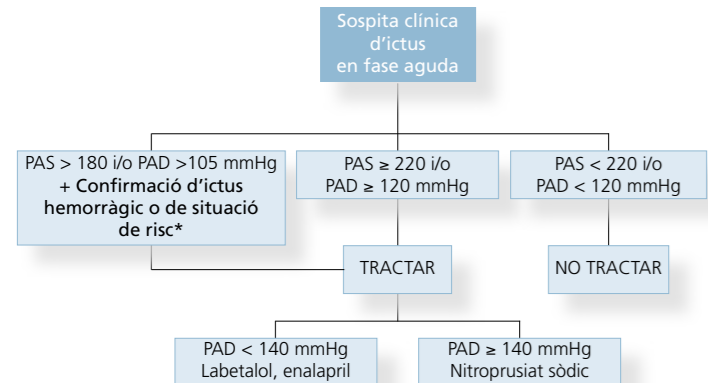 Sospita clínica
d'ictus
en fase aguda
PAS > 180 i/o PAD >105 mmHg
+ Confirmació d'ictus
hemorràgic o de situació
de risc*
PAS ≥ 220 i/o
PAD ≥ 120 mmHg
PAS < 220 i/o
PAD < 120 mmHg
TRACTAR
NO TRACTAR
PAD < 140 mmHg
Labetalol, enalapril
PAD ≥ 140 mmHg
Nitroprusiat sòdic